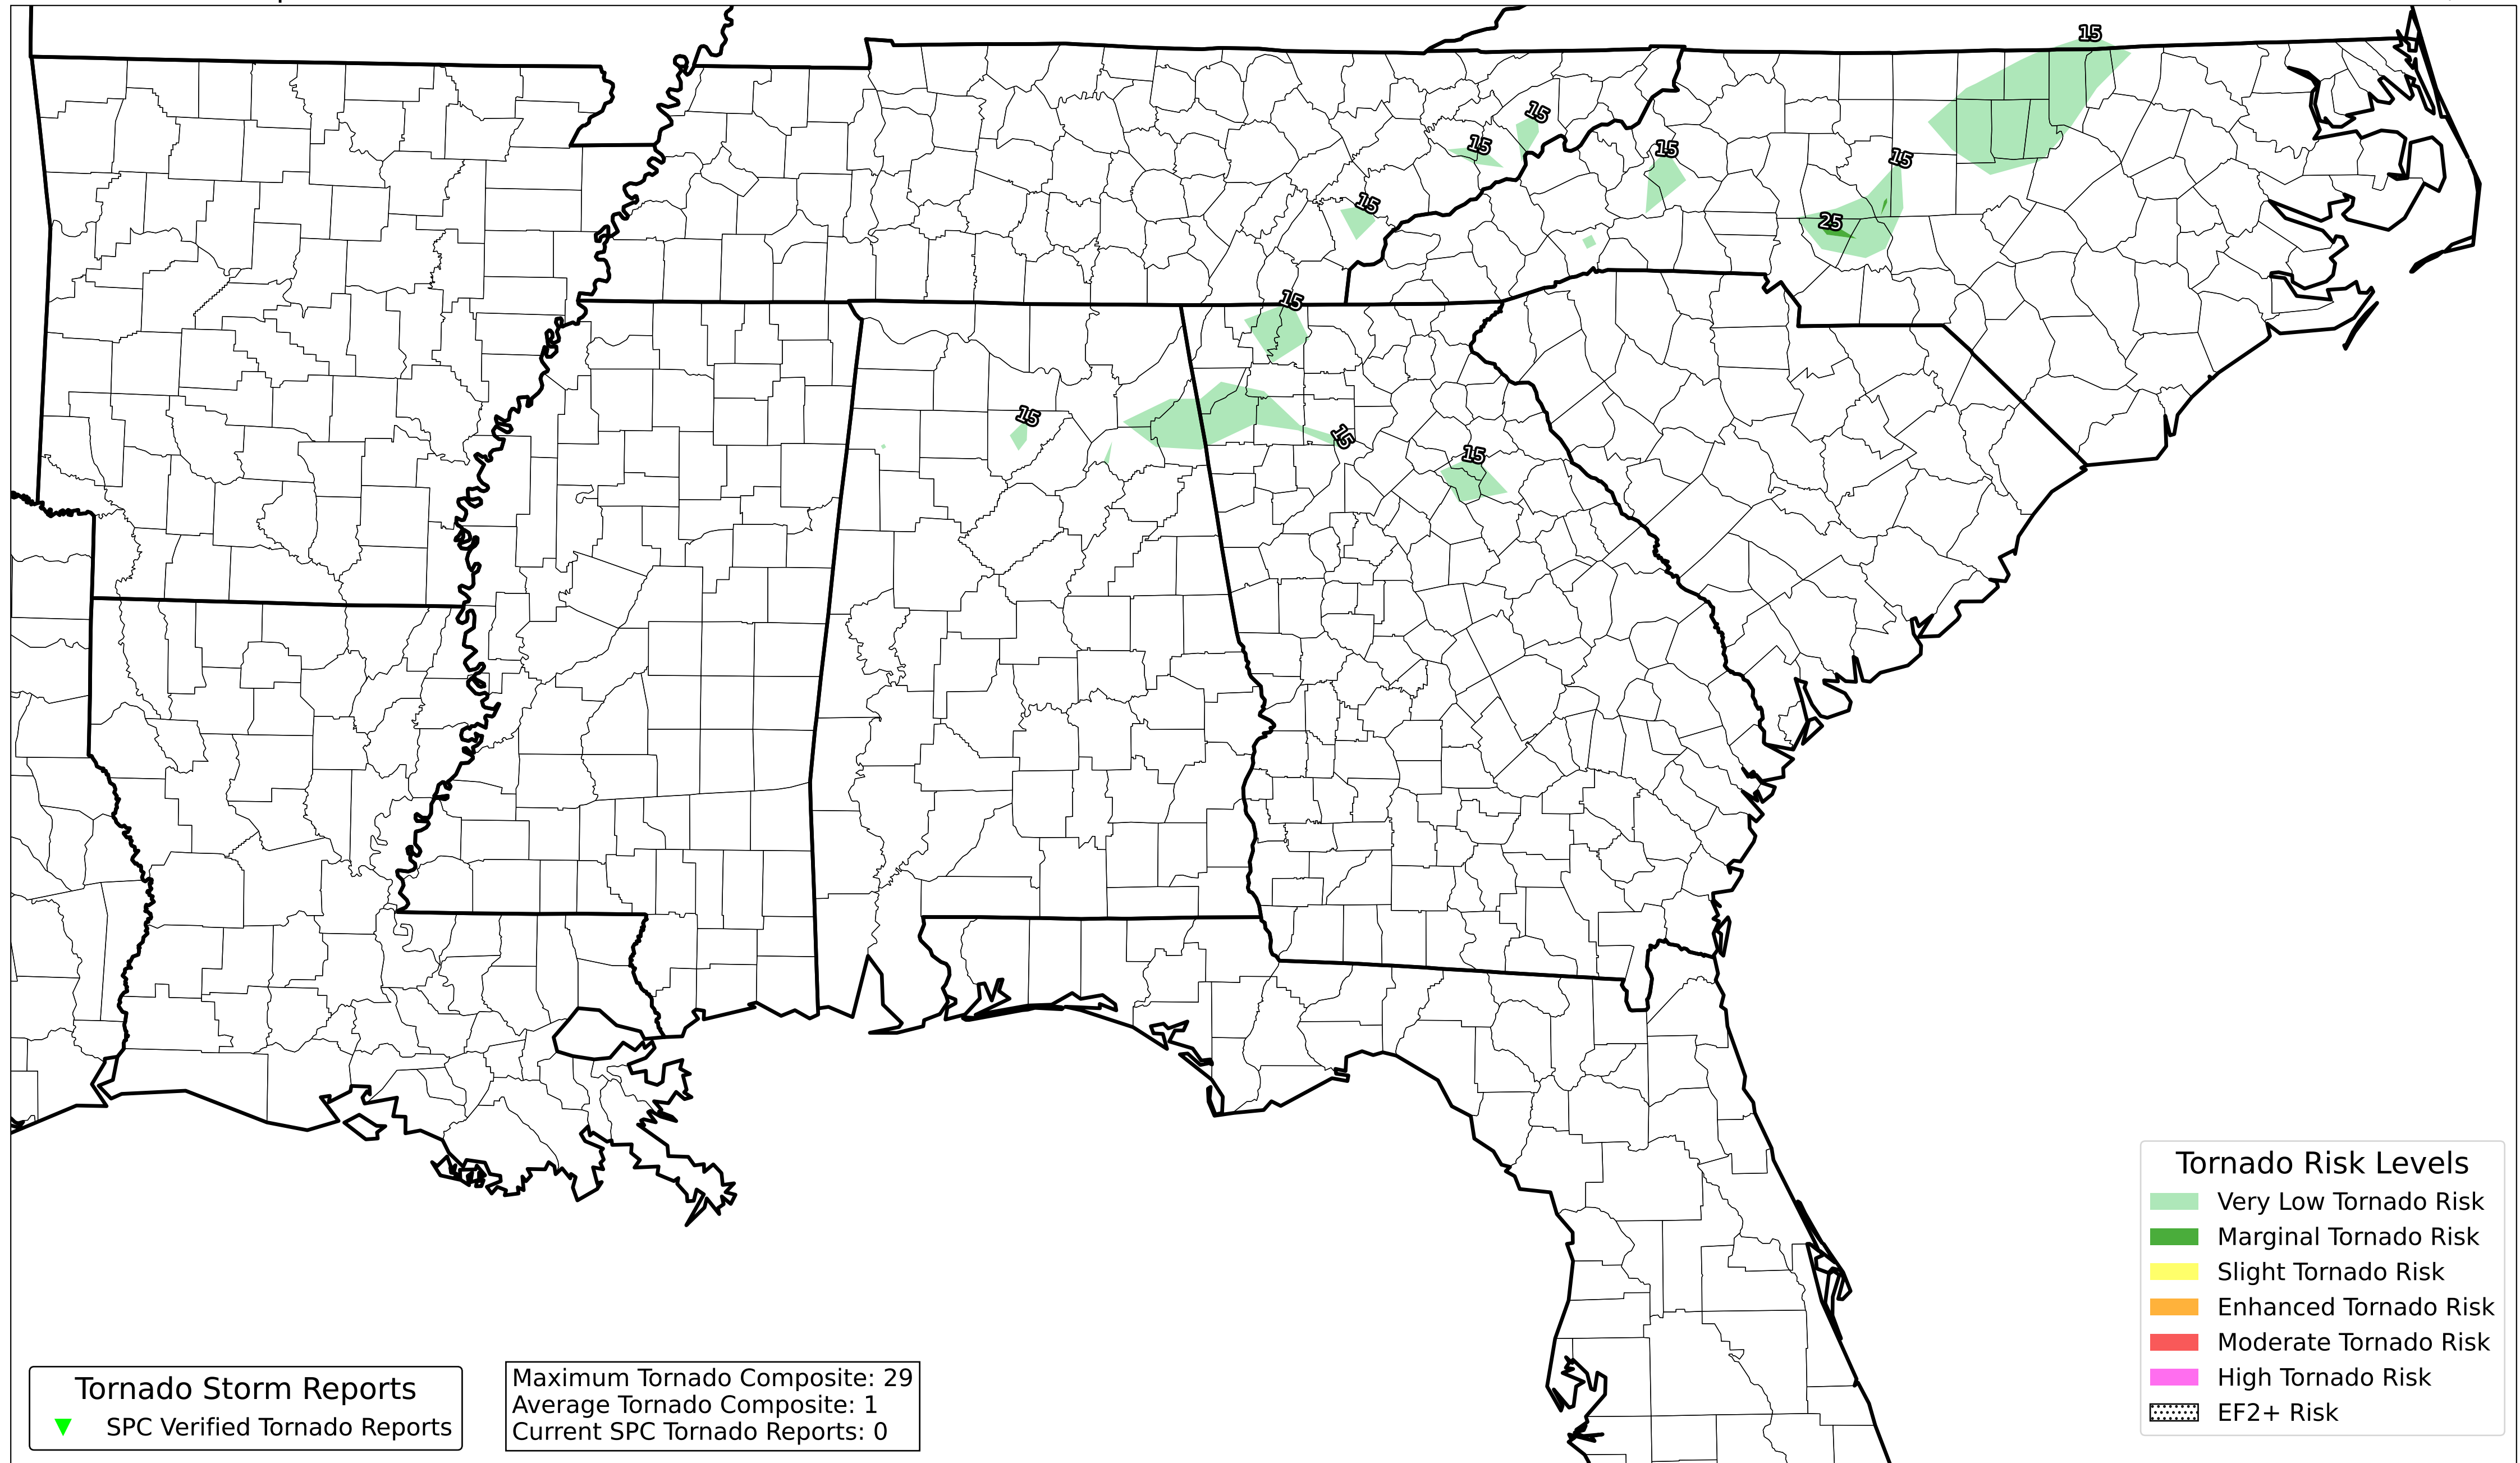 15
15
15
15
15
15
25
15
15
15
15
15
Tornado Risk Levels
Very Low Tornado Risk
Marginal Tornado Risk
Slight Tornado Risk
Enhanced Tornado Risk
Moderate Tornado Risk
High Tornado Risk
EF2+ Risk
Tornado Storm Reports
SPC Verified Tornado Reports
Maximum Tornado Composite: 29
Average Tornado Composite: 1
Current SPC Tornado Reports: 0